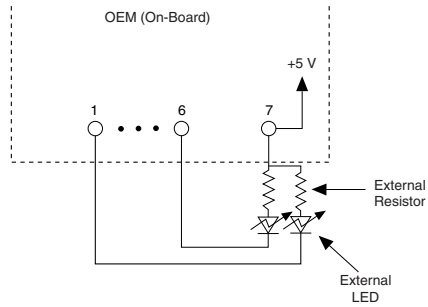 OEM (On-Board)
+5 V
1
6
7
External
Resistor
External
LED